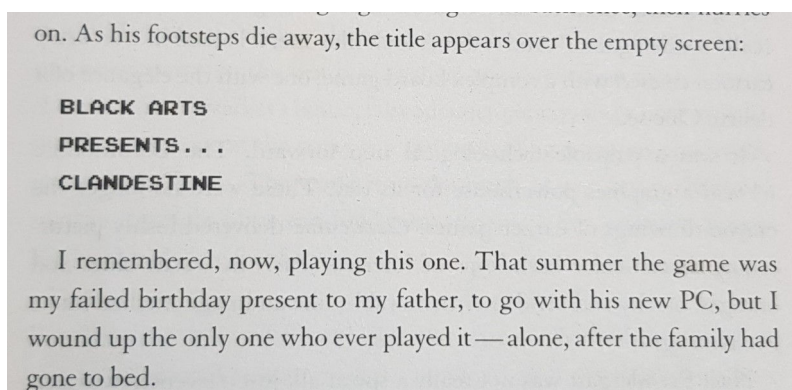 on. As his footsteps die away, the title appears over the empty screen:
BLACK ARTS
PRESENTS...
CLANDESTINE
I remembered, now, playing this one. That summer the game was
my failed birthday present to my father, to go with his new PC, but I
wound up the only one who ever played it—alone, after the family had
gone to bed.